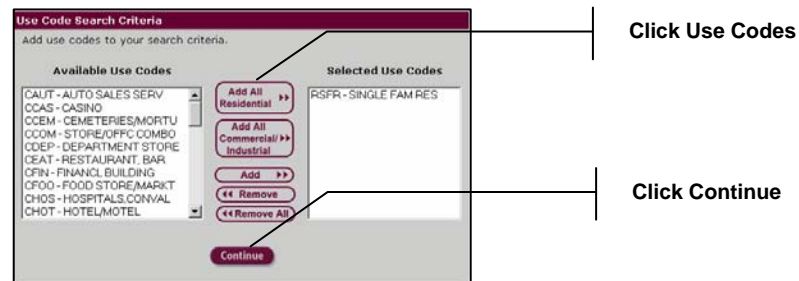 Use Code Search Criteria
Add use codes to your search criteria.
Click Use Codes
Available Use Codes
Selected Use Codes
CAUT - AUTO SALES SERV
CCAS - CASINO
CCEM - CEMETERIES/MORTU
CCOM - STORE/OFFC COMBO
CDEP - DEPARTMENT STORE
CEAT - RESTAURANT, BAR
CFIN - FINANCL BUILDING
CFOO - FOOD STORE/MARKT
CHOS - HOSPITALS,CONVAL
CHOT - HOTEL/MOTEL
Add All
Residential
Add All
Commercial/
Industrial
Add
Remove
Remove All
RSFR - SINGLE FAM RES
Click Continue
Continue